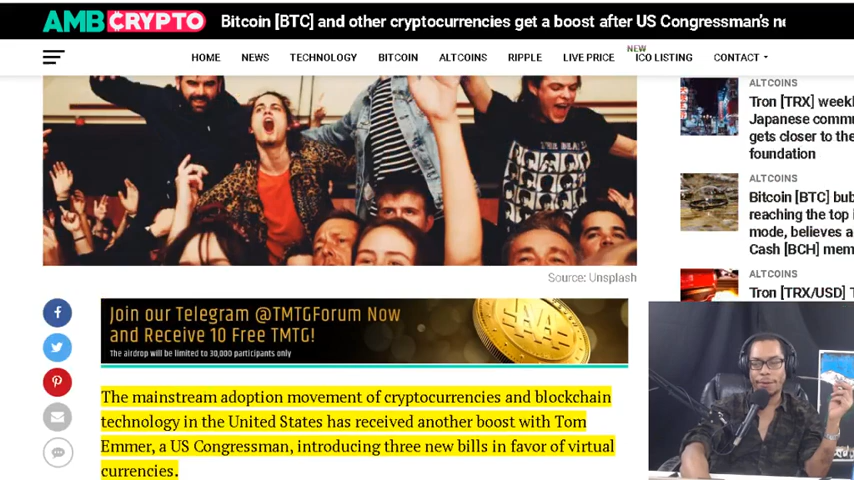 AMBCRYPTO
Bitcoin [BTC] and other cryptocurrencies get a boost after US Congressman's
HOME NEWS TECHNOLOGY BITCOIN ALTCOINS RIPPLE LIVE PRICE NEW ICO LISTING CONTACT
ALTCOINS
Tron [TRX]
Japanese
gets closer to the
foundation
ALTCOINS
Bitcoin [BTC]
reaching the top
mode, believes a
Cash [BCH]
ALTCOINS
Tron [TRX/USD]
Source: Unsplash
Join our Telegram @TMTGForum Now
and Receive 10 Free TMTG!
The airdrop will be limited to 30,000 participants only
The mainstream adoption movement of cryptocurrencies and blockchain
technology in the United States has received another boost with Tom
Emmer, a US Congressman, introducing three new bills in favor of virtual
currencies.